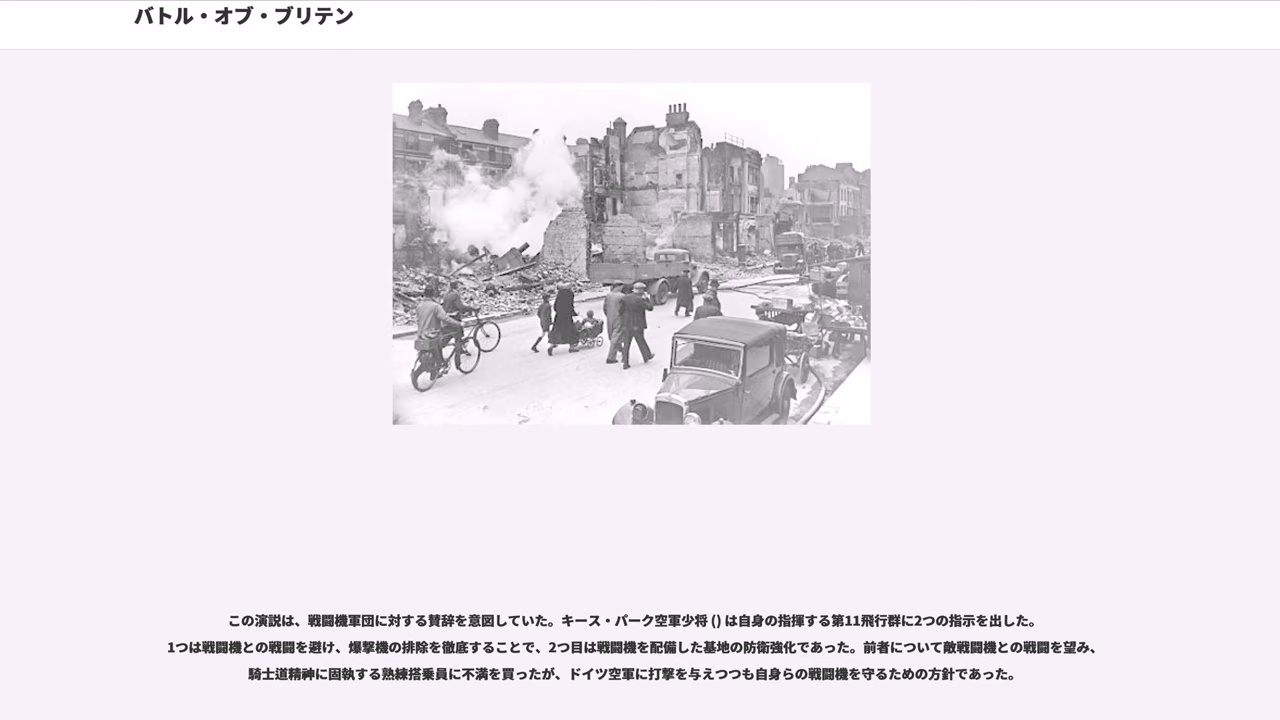 バトル・オブ・ブリテン
この演説は、戦闘機軍団に対する賛辞を意図していた。キース・パーク空軍少将 () は自身の指揮する第11飛行群に2つの指示を出した。
1つは戦闘機との戦闘を避け、爆撃機の排除を徹底することで、2つ目は戦闘機を配備した基地の防衛強化であった。前者について敵戦闘機との戦闘を望み、
騎士道精神に固執する熟練搭乗員に不満を買ったが、ドイツ空軍に打撃を与えつつも自身らの戦闘機を守るための方針であった。